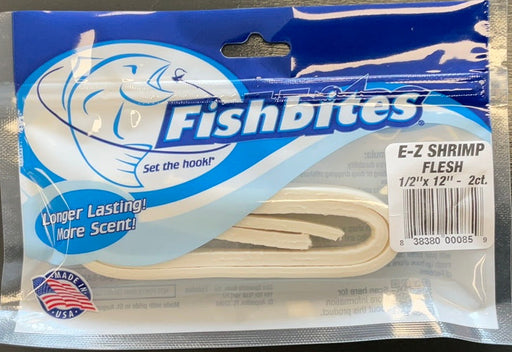 Fishbites®
Set the hook!®
Longer Lasting!
More Scent!
E-Z SHRIMP
FLESH
1/2"x 12" - 2ct.
8 38380 00085 9
MADE IN
U.S.A.